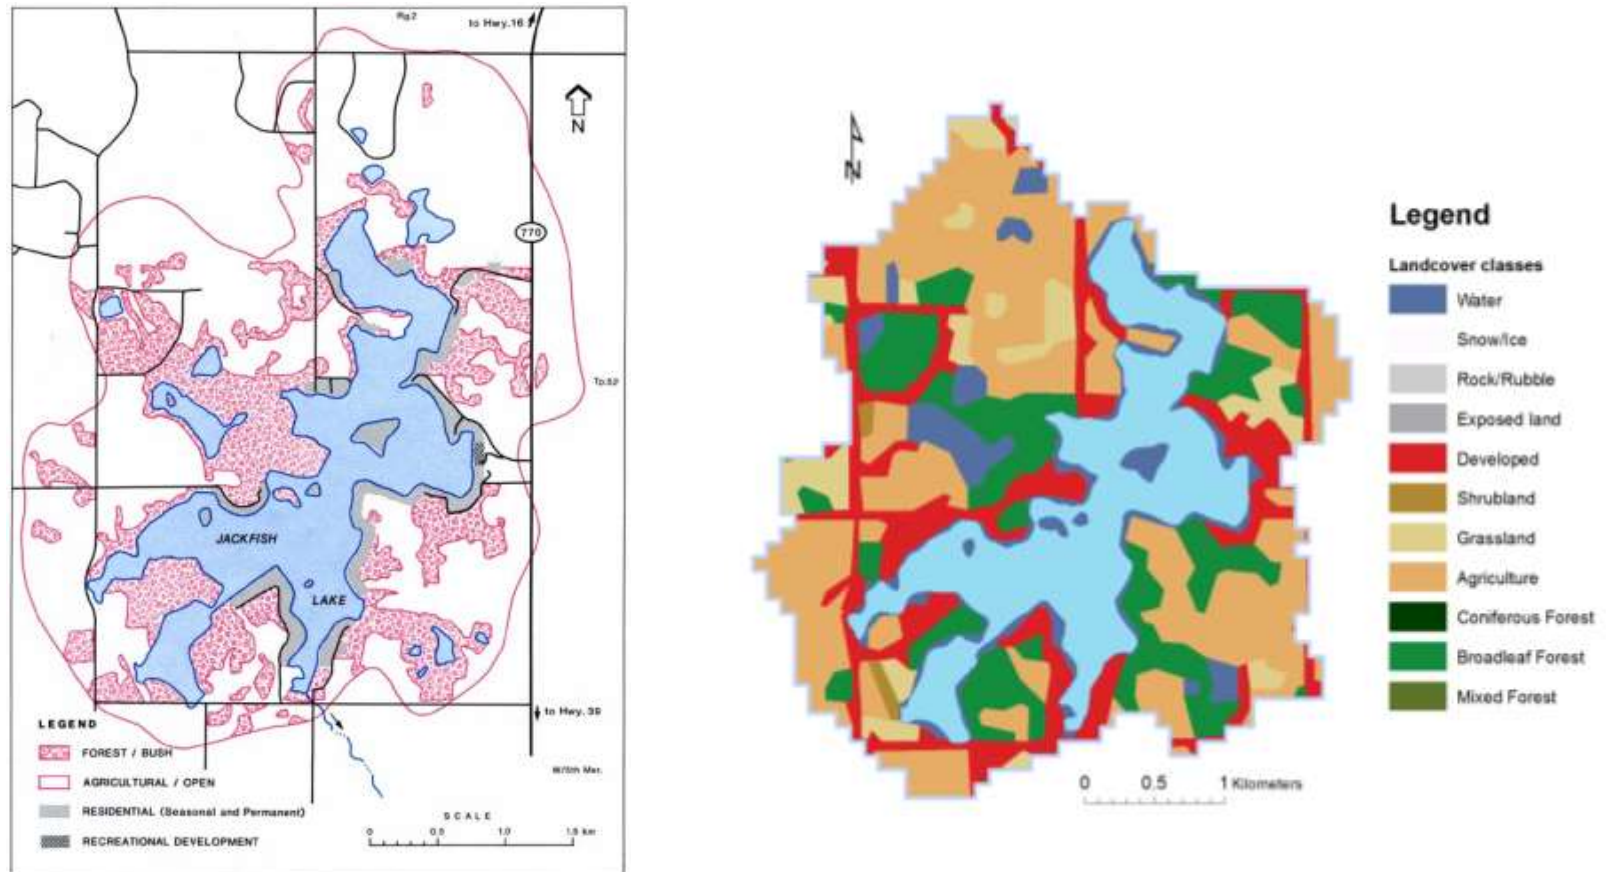 Rg2
to Hwy.16
N
770
Tp.52
JACKFISH
LAKE
to Hwy. 39
W/5th Mer.
LEGEND
FOREST / BUSH
AGRICULTURAL / OPEN
RESIDENTIAL (Seasonal and Permanent)
RECREATIONAL DEVELOPMENT
SCALE
0 0.5 1.0 1.5 km
N
0 0.5 1 Kilometers
Legend
Landcover classes
Water
Snow/Ice
Rock/Rubble
Exposed land
Developed
Shrubland
Grassland
Agriculture
Coniferous Forest
Broadleaf Forest
Mixed Forest